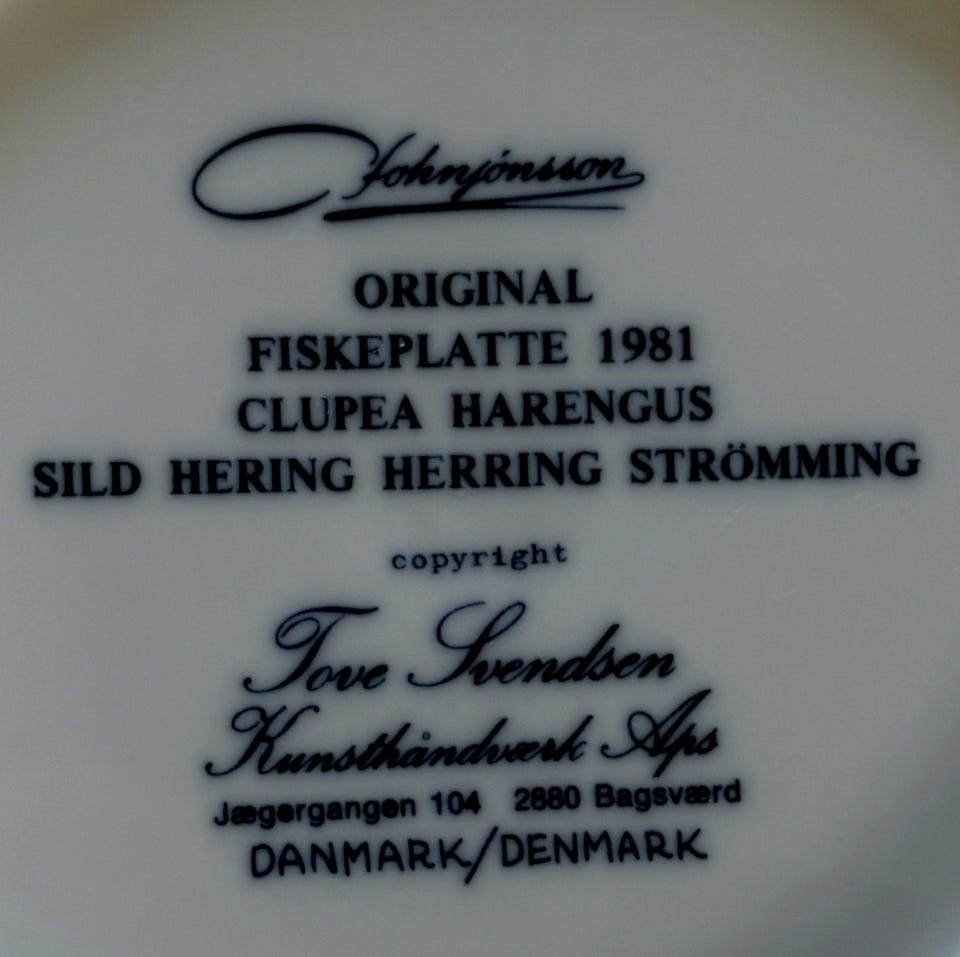 Johnjónsson
ORIGINAL
FISKEPLATTE 1981
CLUPEA HARENGUS
SILD HERING HERRING STRÖMMING
copyright
Tove Svendsen
Kunsthåndværk Aps
Jægergangen 104 2880 Bagsværd
DANMARK/DENMARK